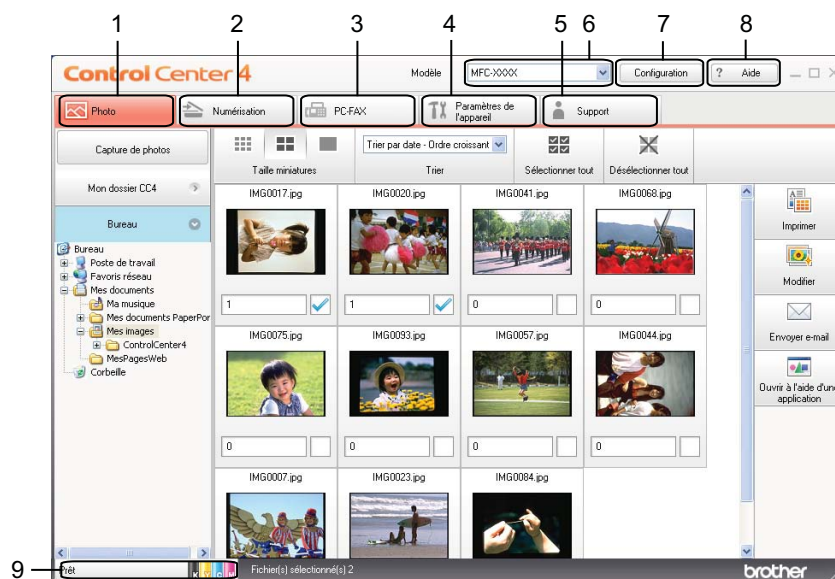 1 2 3 4 5 6 7 8
Control Center 4
Modèle
MFC-XXXX
Configuration
? Aide
Photo
Numérisation
PC-FAX
Paramètres de
l'appareil
Support
Capture de photos
Mon dossier CC4
Bureau
Bureau
Poste de travail
Favoris réseau
Mes documents
Ma musique
Mes documents PaperPor
Mes images
ControlCenter4
MesPagesWeb
Corbeille
Taille miniatures
Trier par date - Ordre croissant
Trier
Sélectionner tout
Désélectionner tout
IMG0017.jpg
IMG0020.jpg
IMG0041.jpg
IMG0068.jpg
1
1
0
0
IMG0075.jpg
IMG0093.jpg
IMG0057.jpg
IMG0044.jpg
0
0
0
0
IMG0007.jpg
IMG0023.jpg
IMG0084.jpg
Imprimer
Modifier
Envoyer e-mail
Ouvrir à l'aide d'une
application
9
Prêt
K Y C M
Fichier(s) sélectionné(s) 2
brother